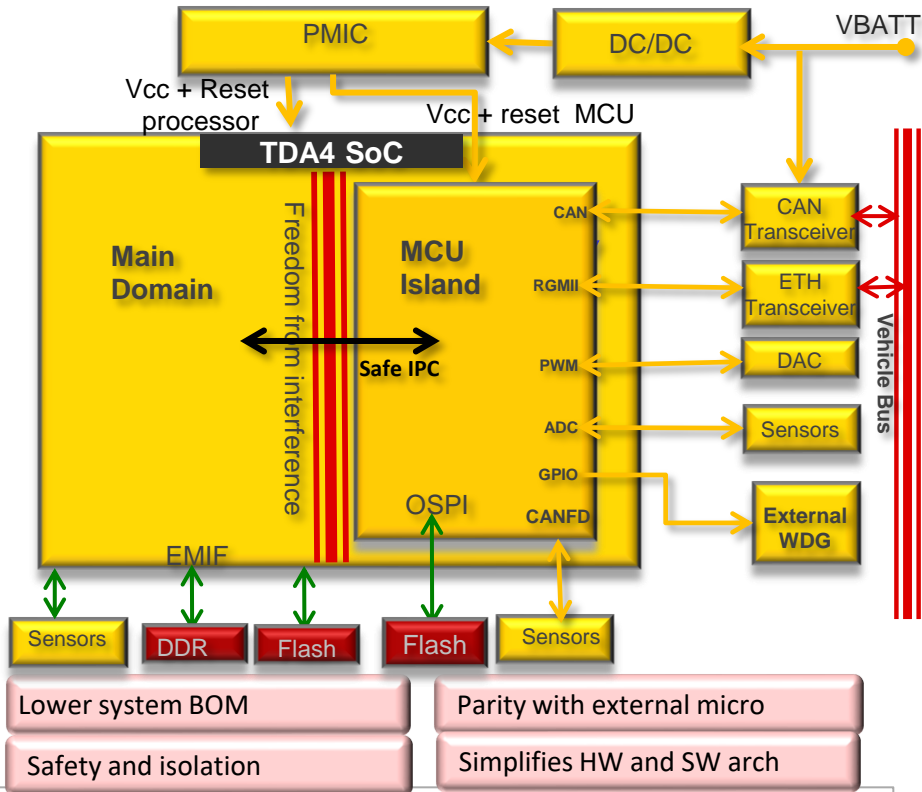 PMIC
DC/DC
VBATT
Vcc + Reset
processor
Vcc + reset MCU
TDA4 SoC
Main
Domain
Freedom from interference
MCU
Island
Safe IPC
CAN
RGMII
PWM
ADC
GPIO
CANFD
OSPI
EMIF
CAN
Transceiver
ETH
Transceiver
DAC
Sensors
External
WDG
Vehicle Bus
Sensors
DDR
Flash
Flash
Sensors
Lower system BOM
Parity with external micro
Safety and isolation
Simplifies HW and SW arch